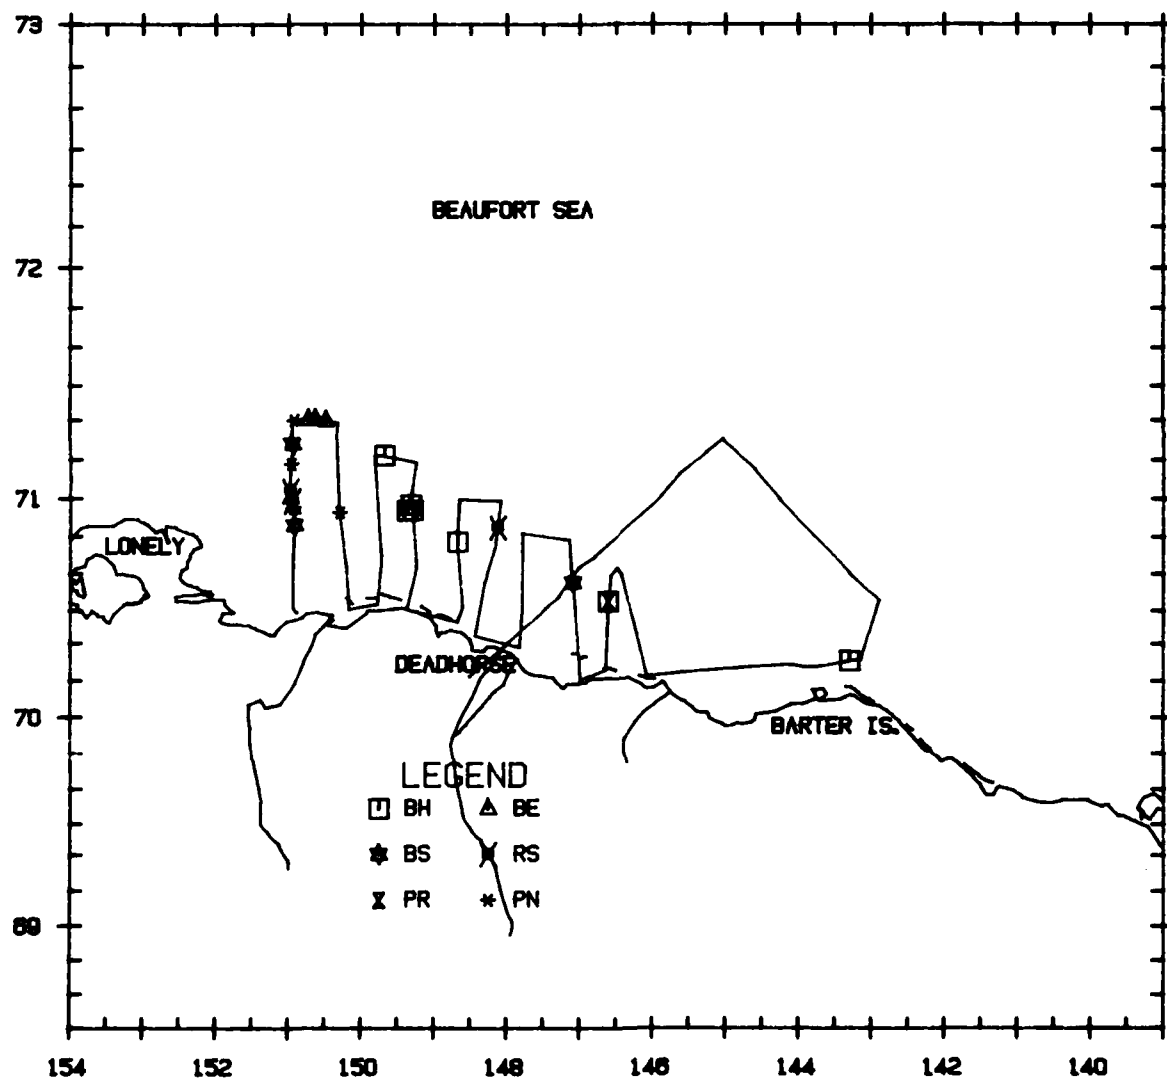 73
BEAUFORT SEA
72
71
LONELY
DEADHORSE
70
BARTER IS.
LEGEND
BH BE
BS RS
PR PN
69
154 152 150 148 146 144 142 140